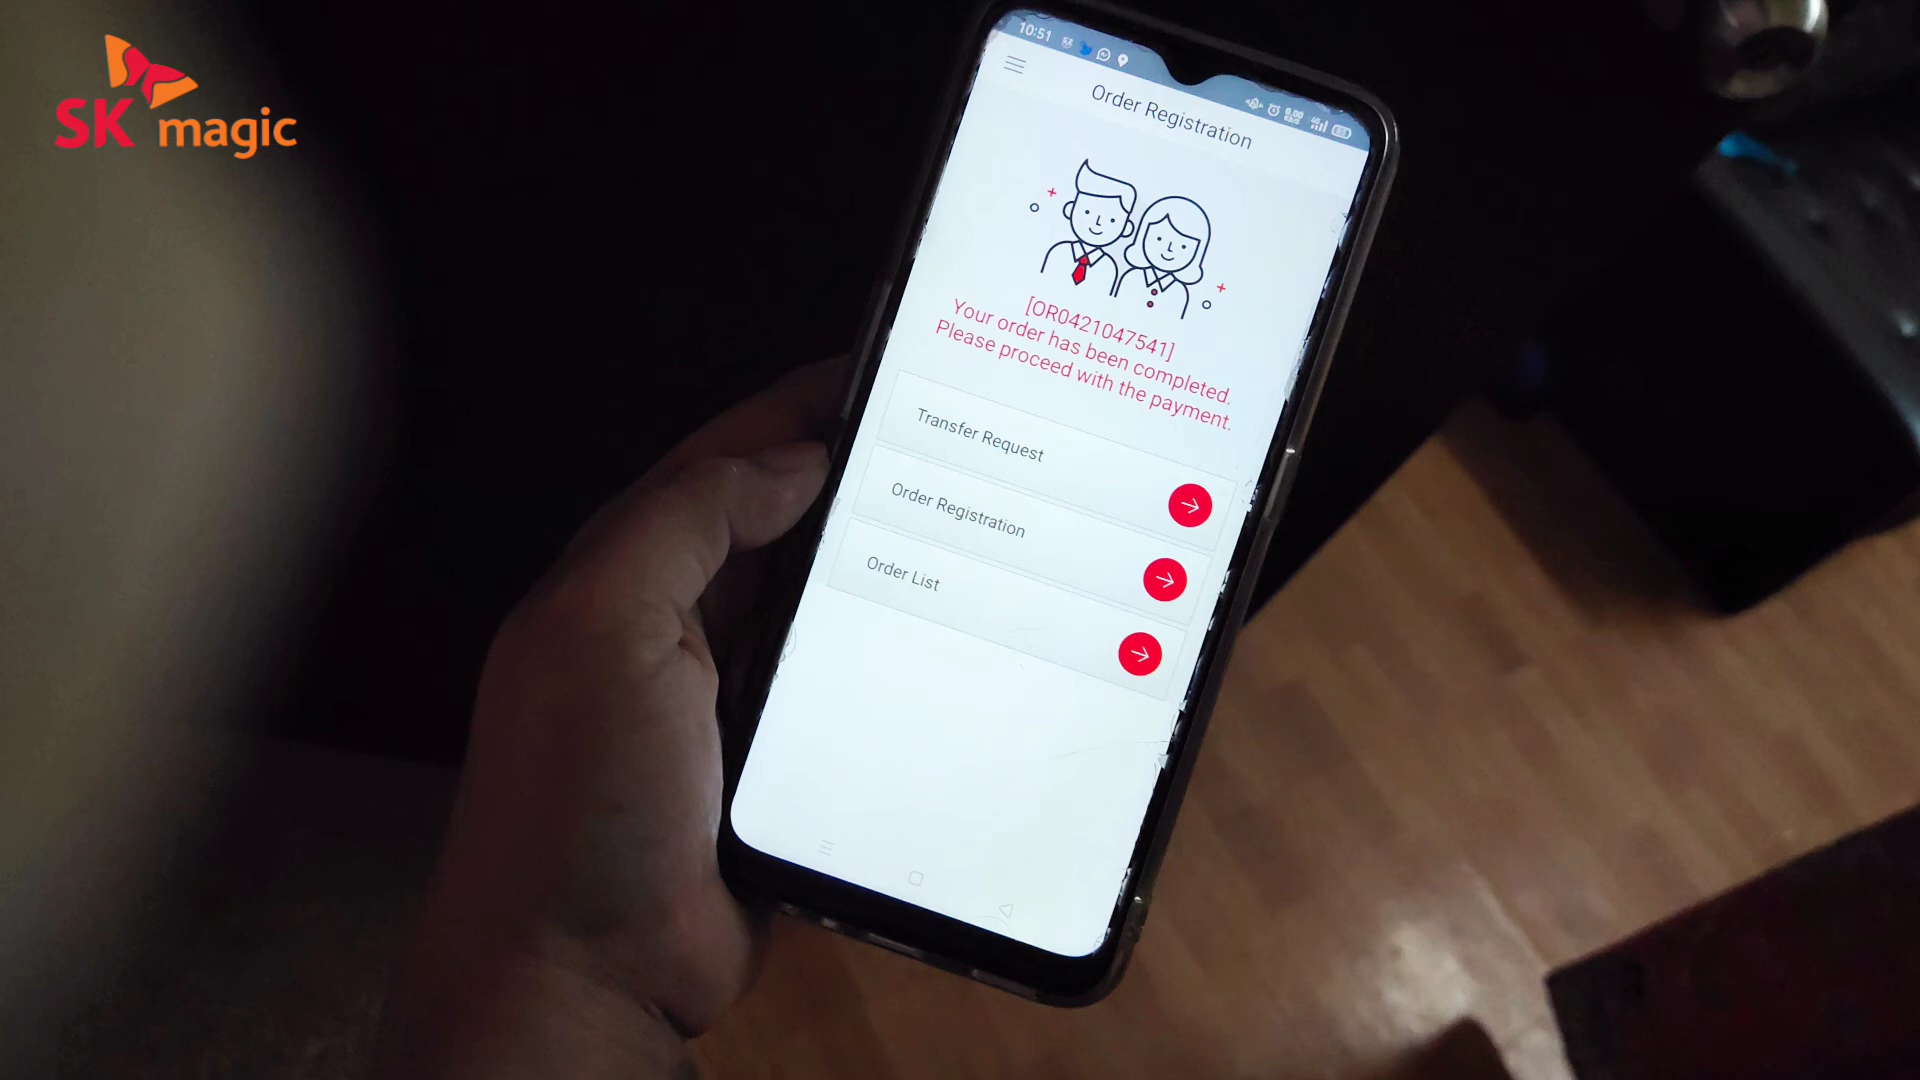 SK magic
10:51
Order Registration
[OR0421047541]
Your order has been completed.
Please proceed with the payment.
Transfer Request
Order Registration
Order List